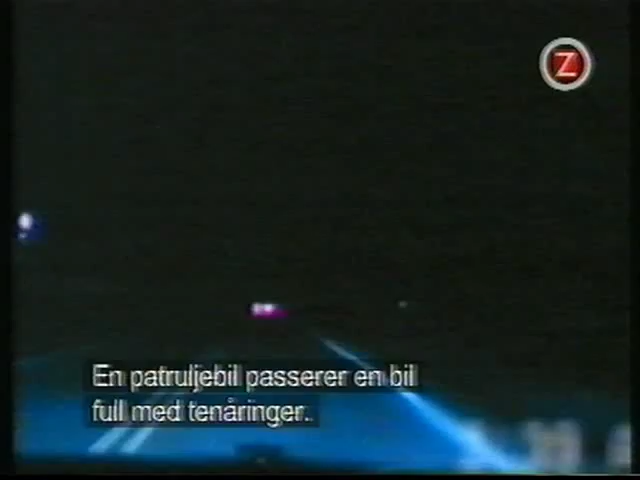 Z
En patruljebil passerer en bil
full med tenåringer.